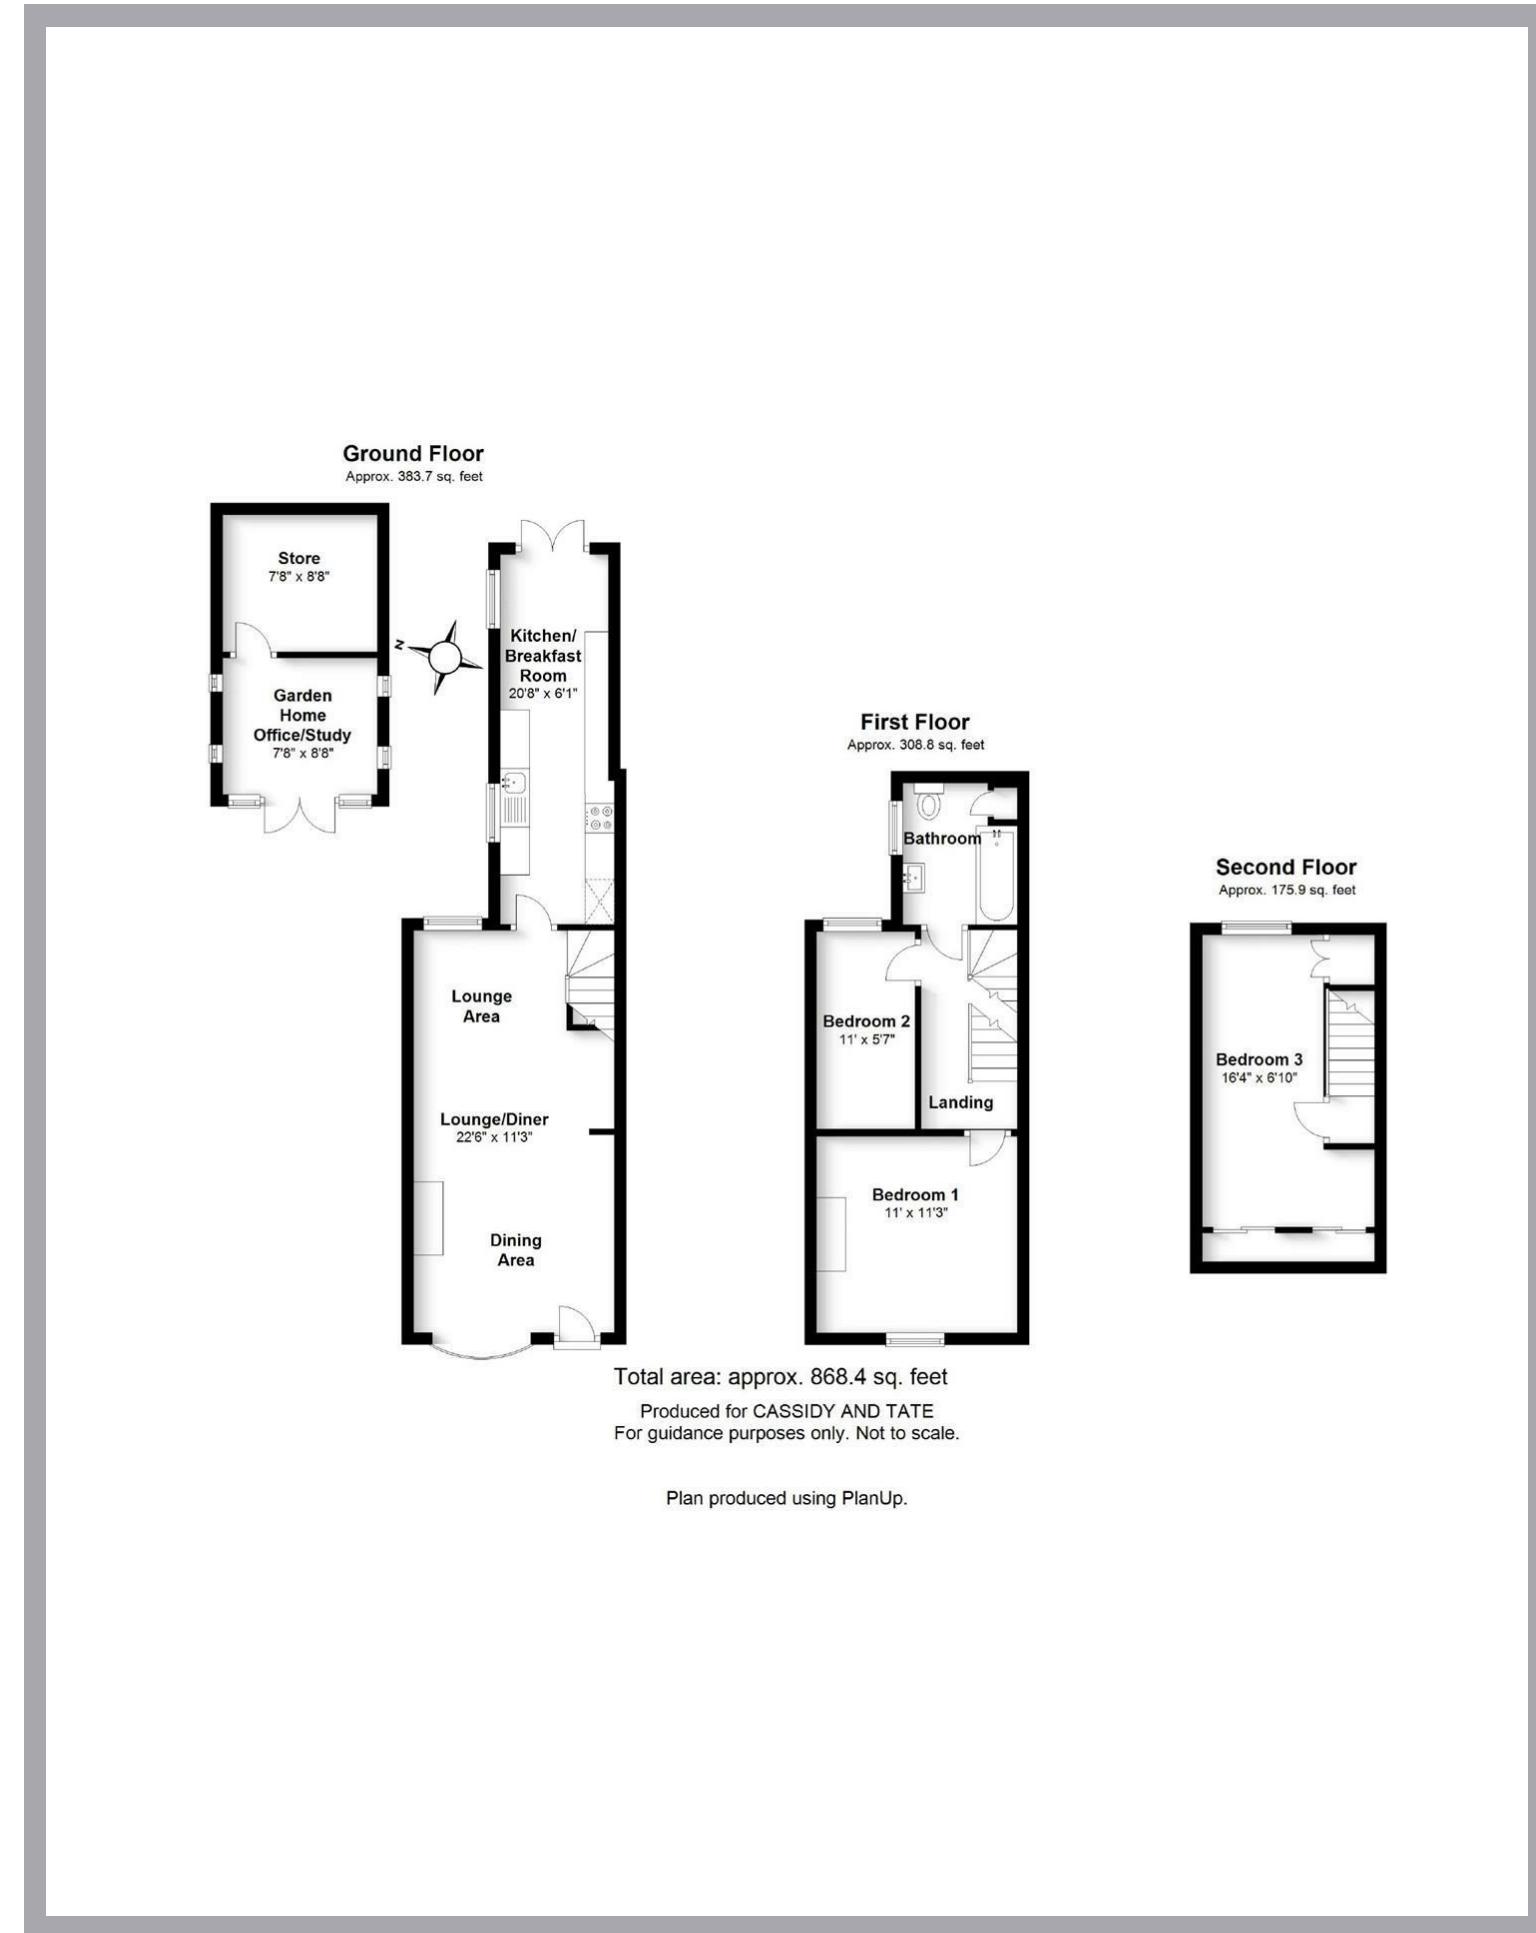 Ground Floor
Approx. 383.7 sq. feet
Store
7'8" x 8'8"
Garden
Home
Office/Study
7'8" x 8'8"
N
Kitchen/
Breakfast
Room
20'8" x 6'1"
Lounge
Area
Lounge/Diner
22'6" x 11'3"
Dining
Area
First Floor
Approx. 308.8 sq. feet
Bathroom
Bedroom 2
11' x 5'7"
Landing
Bedroom 1
11' x 11'3"
Second Floor
Approx. 175.9 sq. feet
Bedroom 3
16'4" x 6'10"
Total area: approx. 868.4 sq. feet
Produced for CASSIDY AND TATE
For guidance purposes only. Not to scale.
Plan produced using PlanUp.